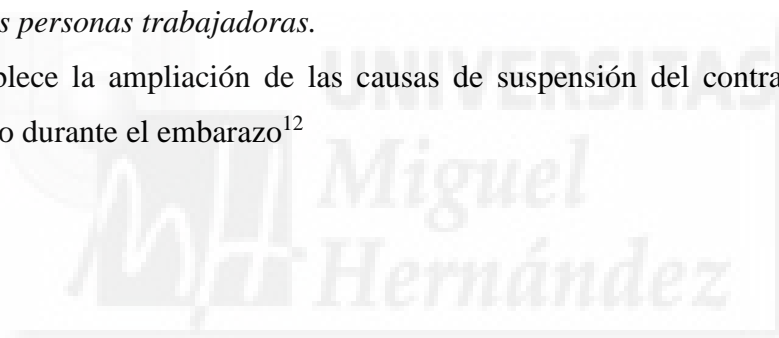 s personas trabajadoras.
blece la ampliación de las causas de suspensión del contra
o durante el embarazo12
UNIVERSITAS
Miguel
Hernández